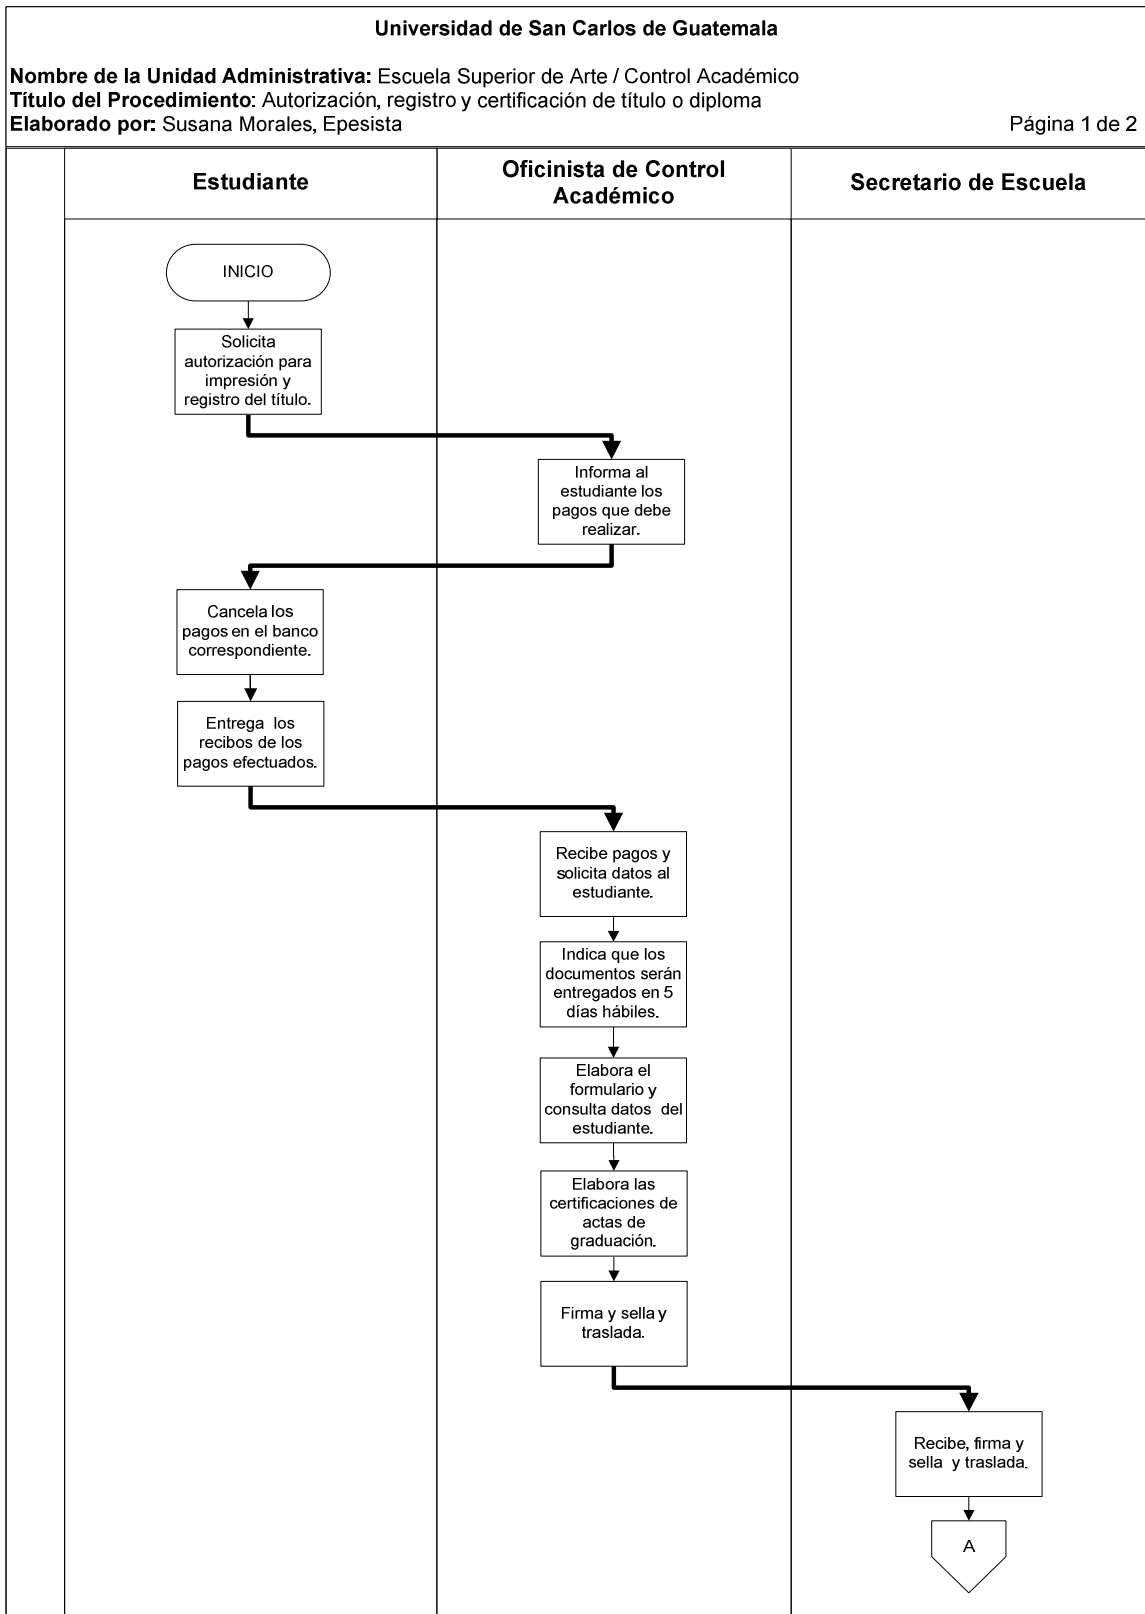 Universidad de San Carlos de Guatemala
Nombre de la Unidad Administrativa: Escuela Superior de Arte / Control Académico
Título del Procedimiento: Autorización, registro y certificación de título o diploma
Elaborado por: Susana Morales, Epesista
Página 1 de 2
Estudiante
Oficinista de Control
Académico
Secretario de Escuela
INICIO
Solicita
autorización para
impresión y
registro del título.
Informa al
estudiante los
pagos que debe
realizar.
Cancela los
pagos en el banco
correspondiente.
Entrega los
recibos de los
pagos efectuados.
Recibe pagos y
solicita datos al
estudiante.
Indica que los
documentos serán
entregados en 5
días hábiles.
Elabora el
formulario y
consulta datos del
estudiante.
Elabora las
certificaciones de
actas de
graduación.
Firma y sella y
traslada.
Recibe, firma y
sella y traslada.
A